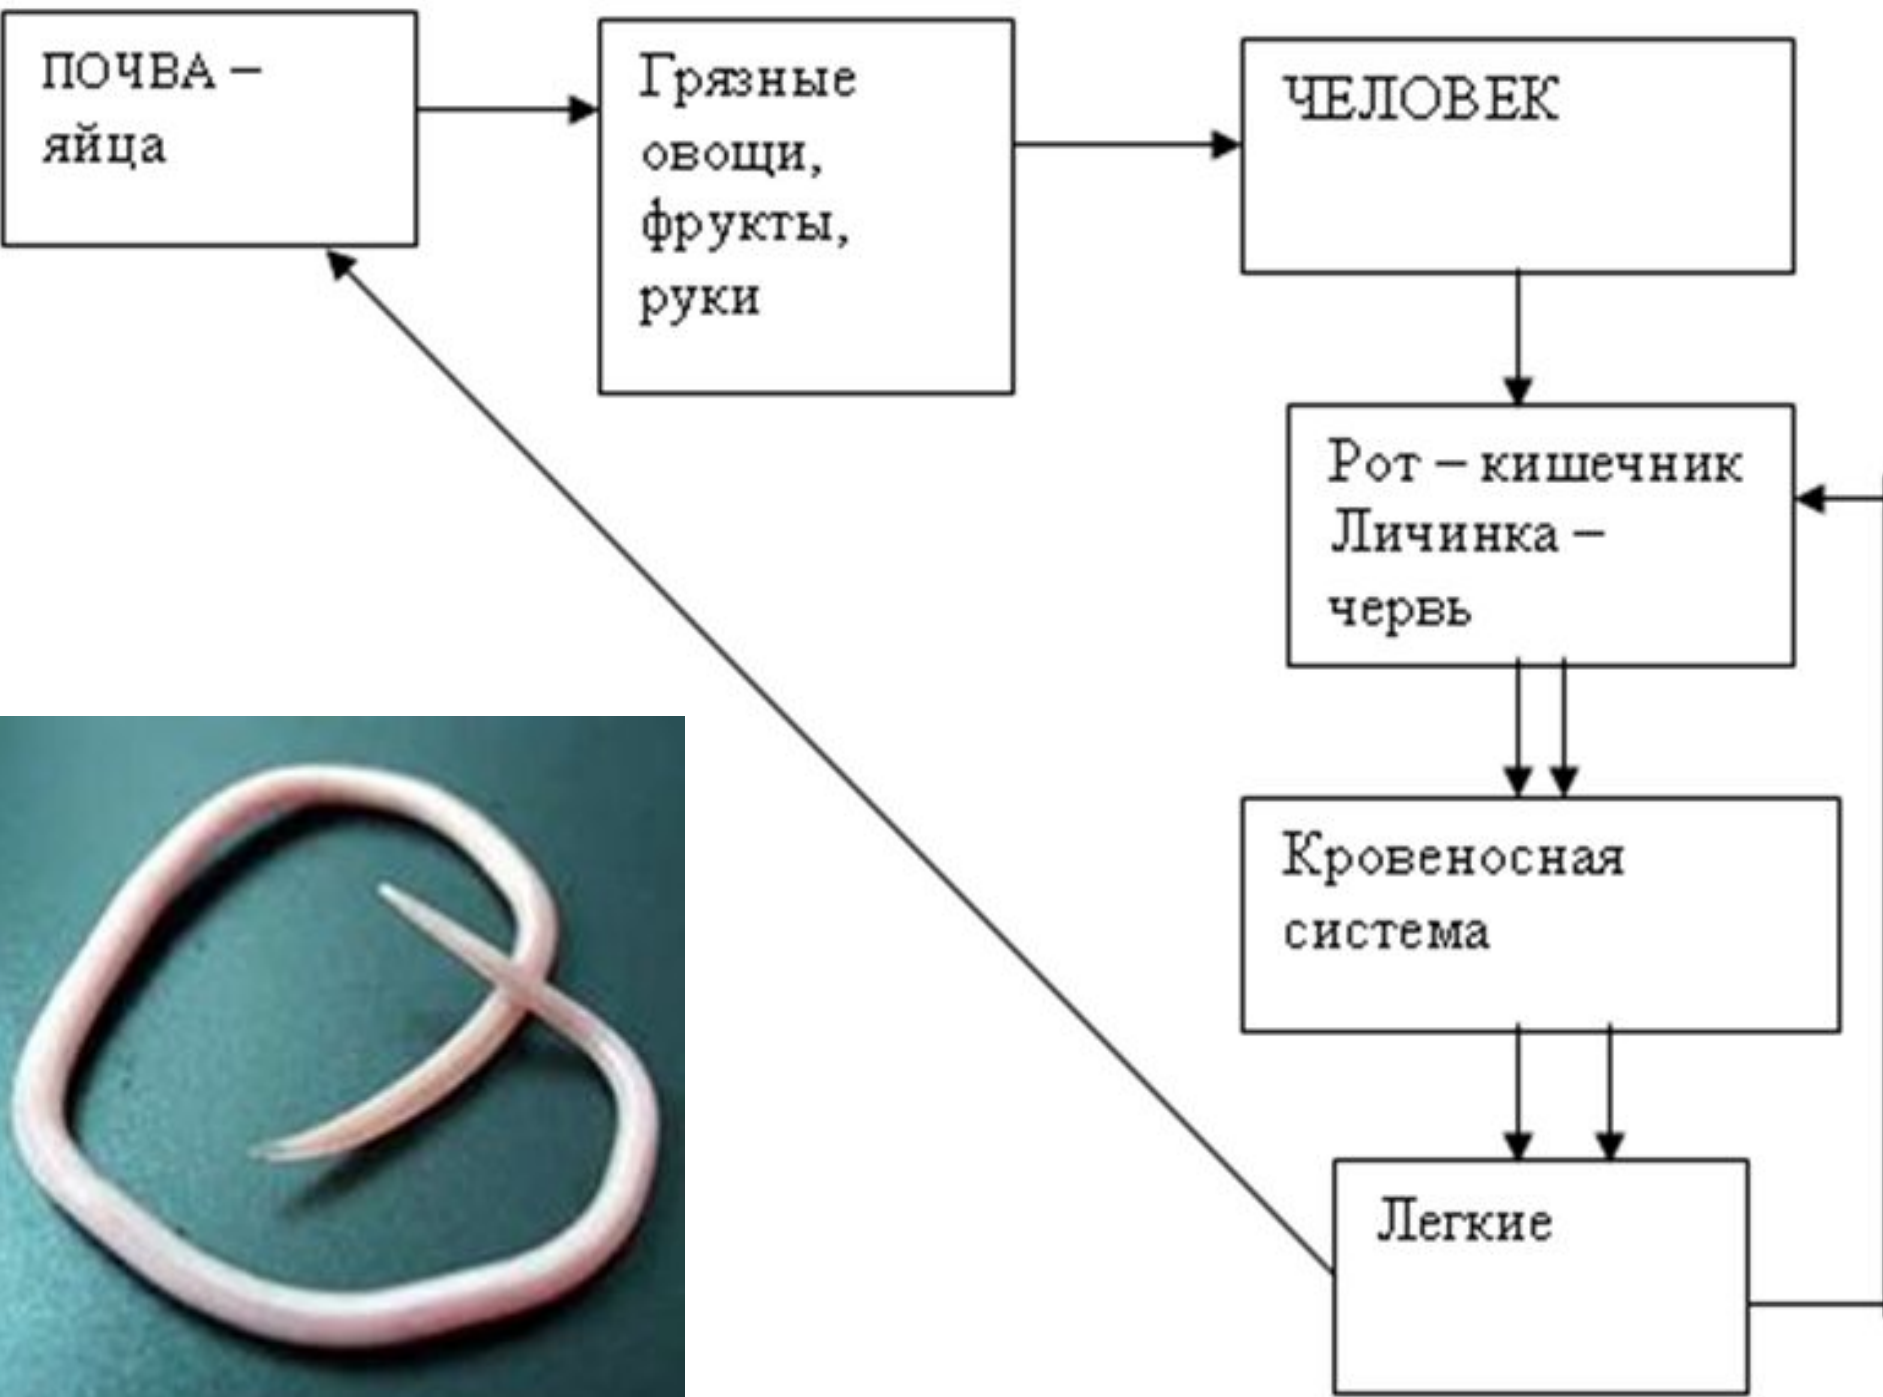 ПОЧВА –
яйца
Грязные
овощи,
фрукты,
руки
ЧЕЛОВЕК
Рот – кишечник
Личинка –
червь
Кровеносная
система
Легкие